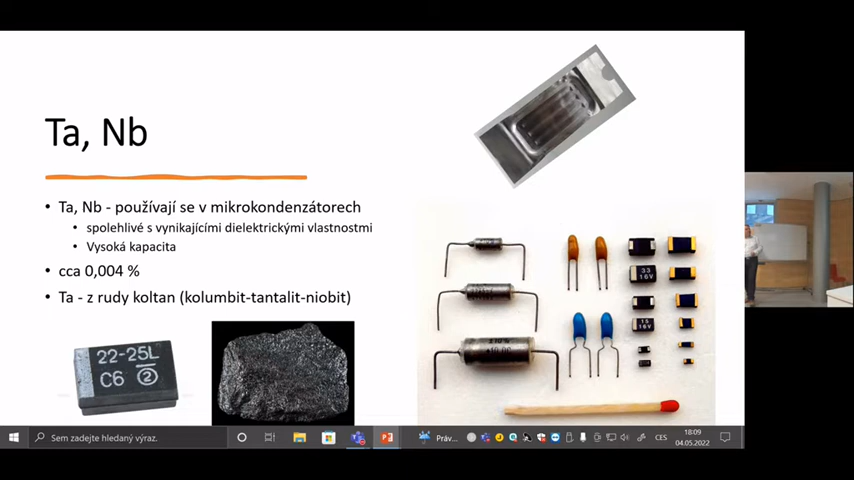 Ta, Nb
• Ta, Nb - používají se v mikrokondenzátorech
• spolehlivé s vynikajícími dielektrickými vlastnostmi
• Vysoká kapacita
• cca 0,004 %
• Ta - z rudy koltan (kolumbit-tantalit-niobit)
22-25L
C6 2
33
16V
15
16V
±10%
Sem zadejte hledaný výraz.
Práv...
CES
18:09
04.05.2022